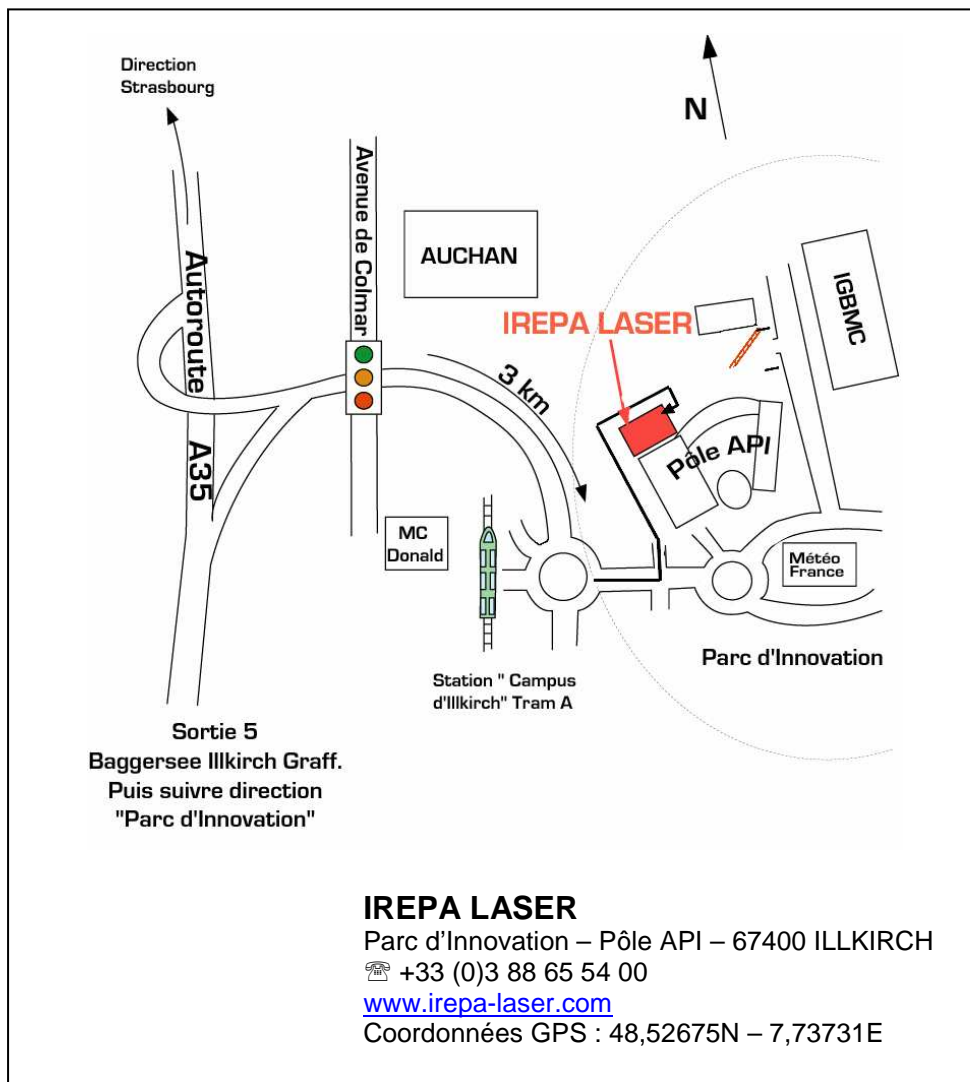 Direction
Strasbourg
N
Avenue de Colmar
AUCHAN
IGBMC
IREPA LASER
Autoroute A35
3 km
Pôle API
MC
Donald
Météo
France
Parc d'Innovation
Station " Campus
d'Illkirch" Tram A
Sortie 5
Baggersee Illkirch Graff.
Puis suivre direction
"Parc d'Innovation"
IREPA LASER
Parc d’Innovation – Pôle API – 67400 ILLKIRCH
☏ +33 (0)3 88 65 54 00
www.irepa-laser.com
Coordonnées GPS : 48,52675N – 7,73731E